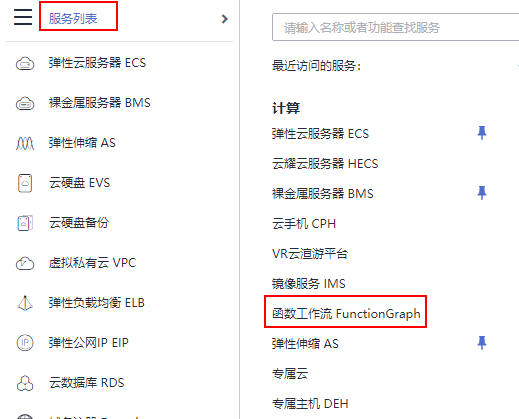 服务列表
弹性云服务器 ECS
裸金属服务器 BMS
弹性伸缩 AS
云硬盘 EVS
云硬盘备份
虚拟私有云 VPC
弹性负载均衡 ELB
弹性公网IP EIP
IP
云数据库 RDS
请输入名称或者功能查找服务
最近访问的服务：
计算
弹性云服务器 ECS
云耀云服务器 HECS
裸金属服务器 BMS
云手机 CPH
VR云渲游平台
镜像服务 IMS
函数工作流 FunctionGraph
弹性伸缩 AS
专属云
专属主机 DEH